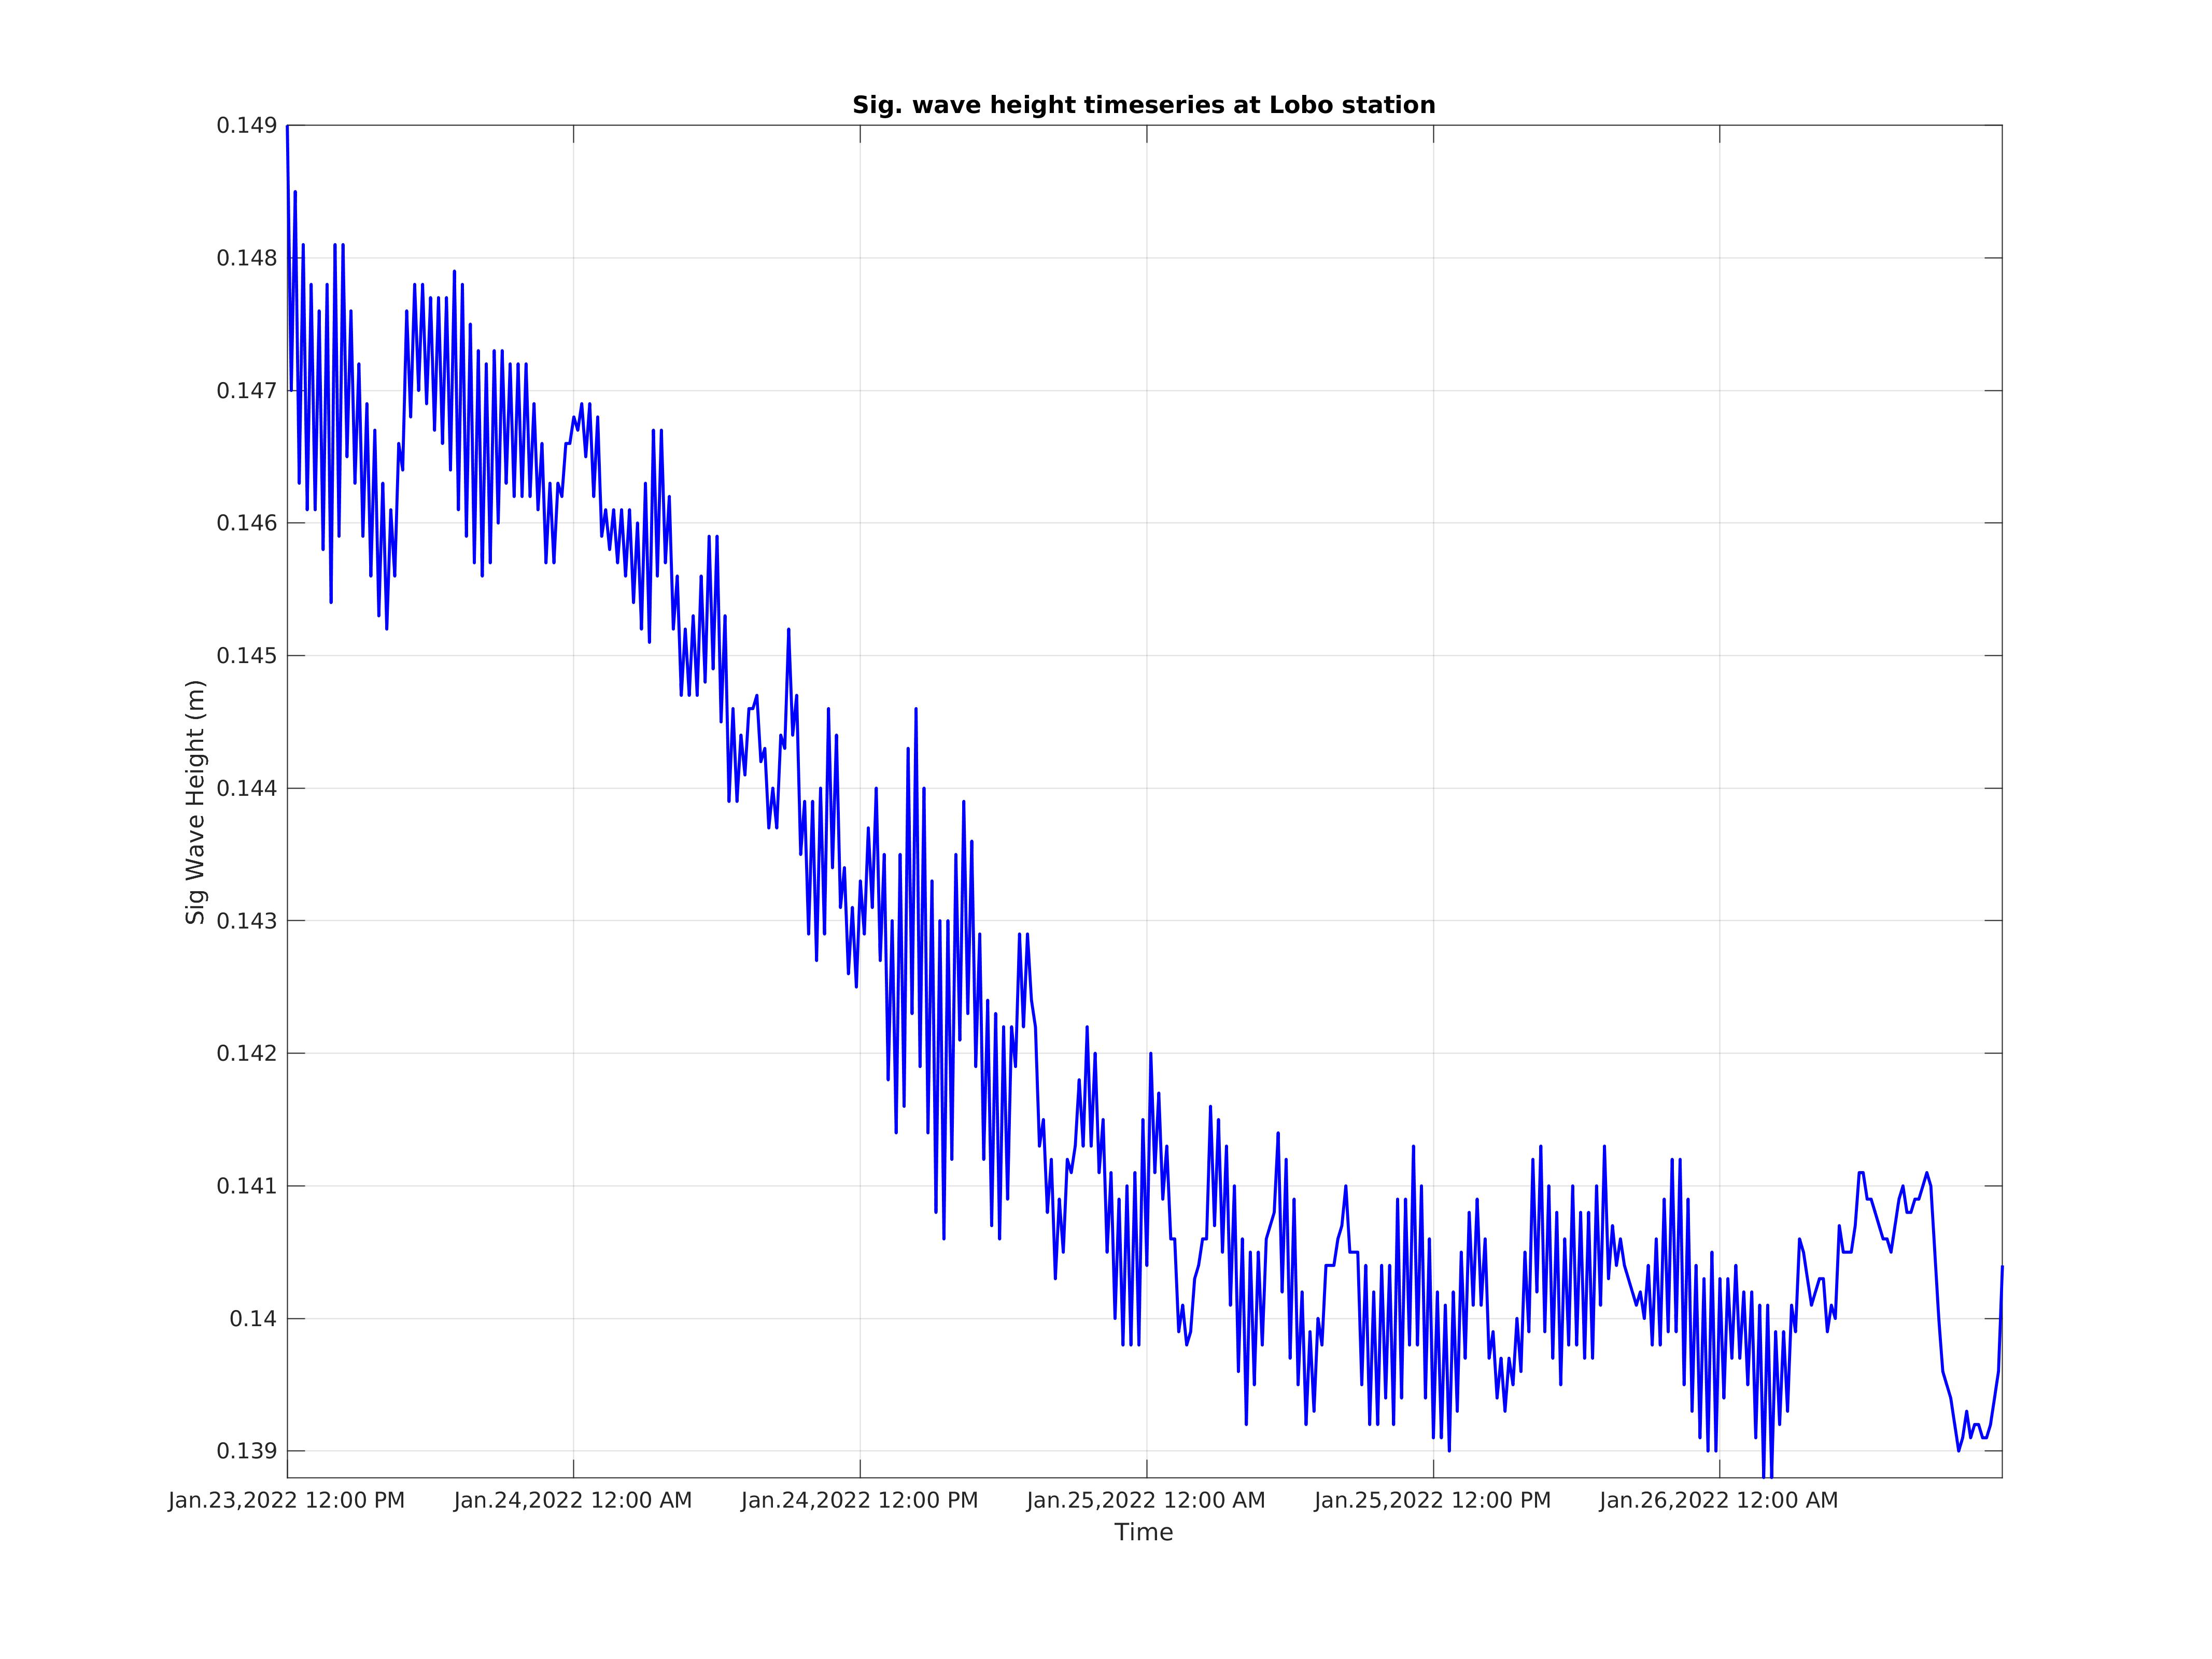 Sig. wave height timeseries at Lobo station
0.149
0.148
0.147
0.146
0.145
0.144
0.143
0.142
0.141
0.14
0.139
Sig Wave Height (m)
Jan.23,2022 12:00 PM Jan.24,2022 12:00 AM Jan.24,2022 12:00 PM Jan.25,2022 12:00 AM Jan.25,2022 12:00 PM Jan.26,2022 12:00 AM
Time